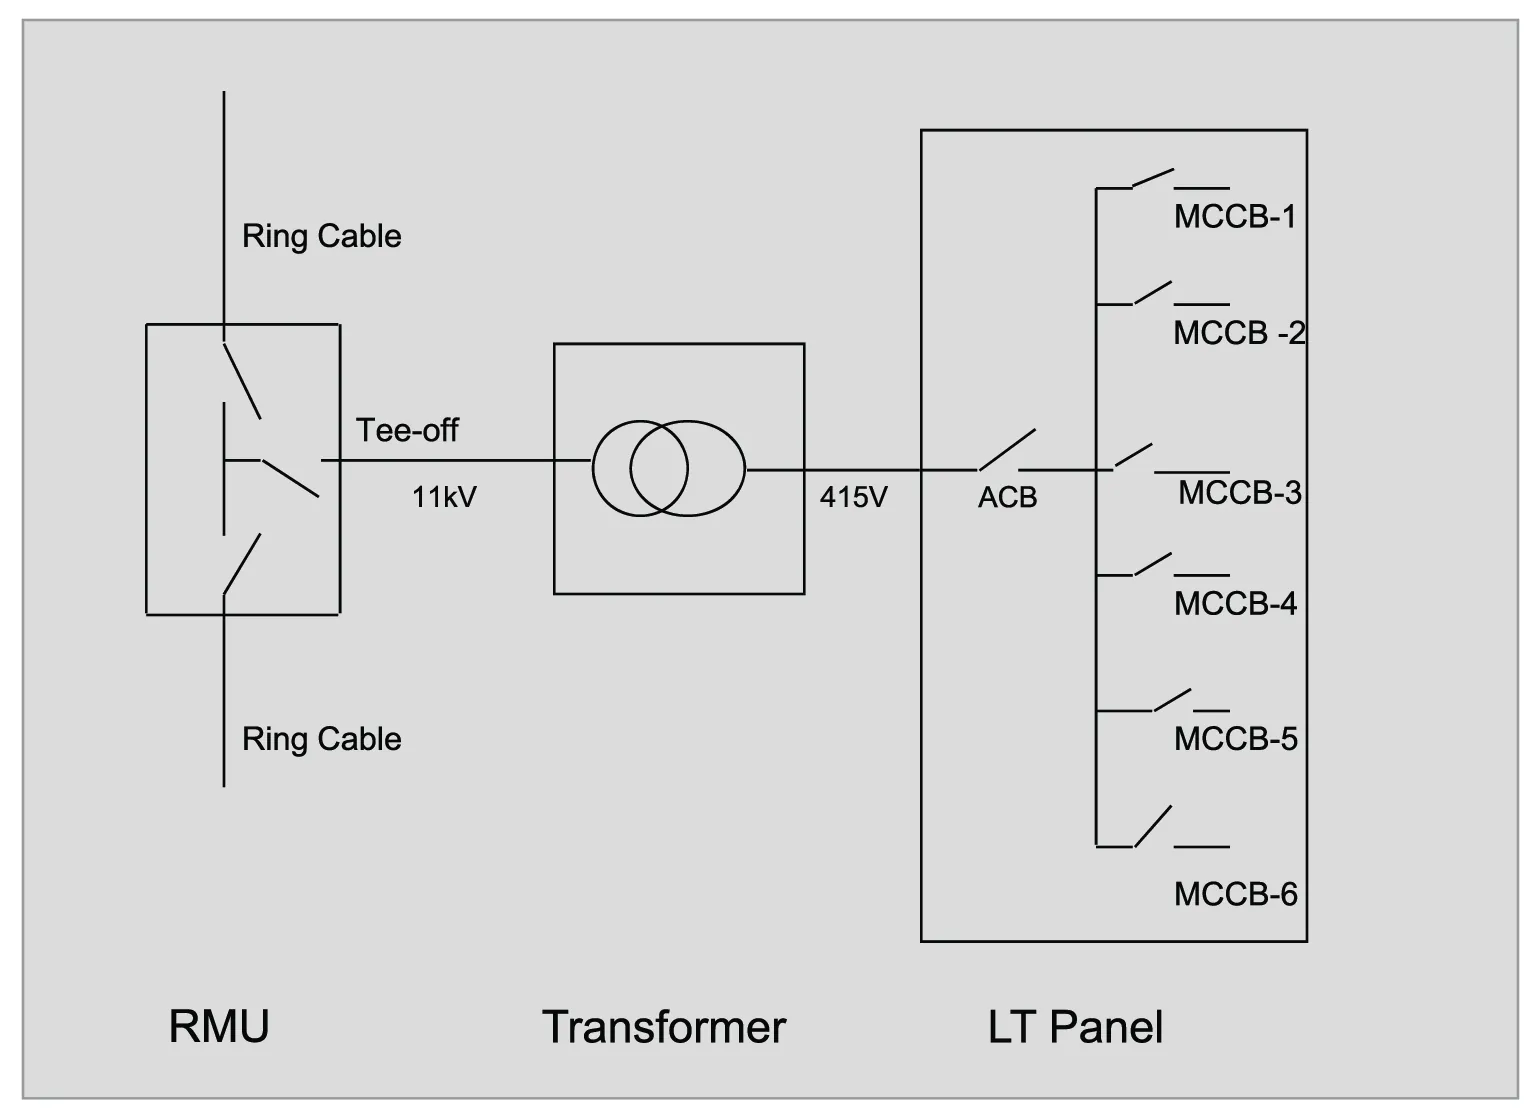 Ring Cable
Tee-off
11kV
Ring Cable
415V
ACB
MCCB-1
MCCB -2
MCCB-3
MCCB-4
MCCB-5
MCCB-6
RMU
Transformer
LT Panel